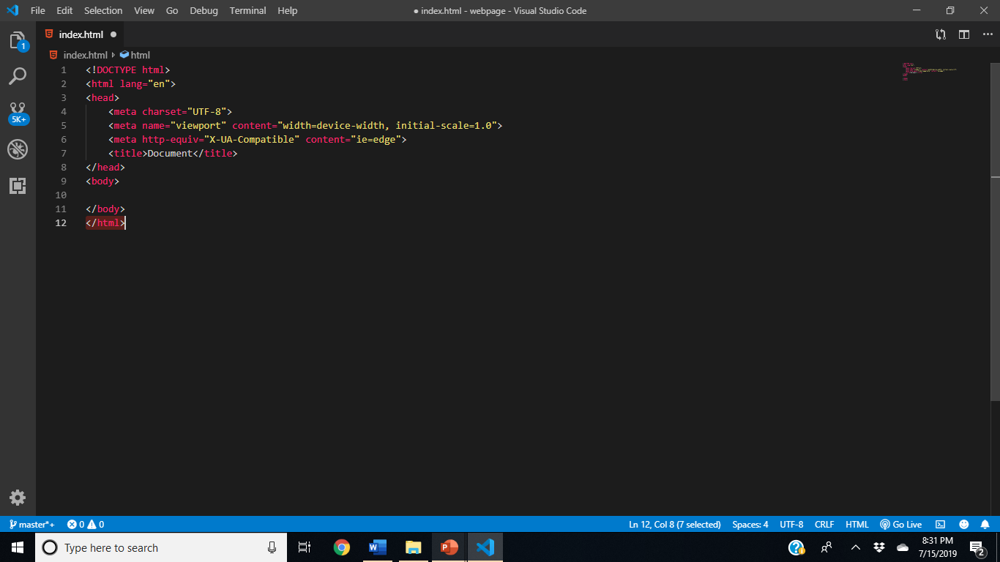 File Edit Selection View Go Debug Terminal Help ● index.html - webpage - Visual Studio Code
index.html ●
1
index.html html
1 <!DOCTYPE html>
2 <html lang="en">
3 <head>
4     <meta charset="UTF-8">
5     <meta name="viewport" content="width=device-width, initial-scale=1.0">
6     <meta http-equiv="X-UA-Compatible" content="ie=edge">
7     <title>Document</title>
8 </head>
9 <body>
10
11 </body>
12 </html>
5K+
master*+ 0 0 Ln 12, Col 8 (7 selected) Spaces: 4 UTF-8 CRLF HTML Go Live
Type here to search
8:31 PM
7/15/2019
2